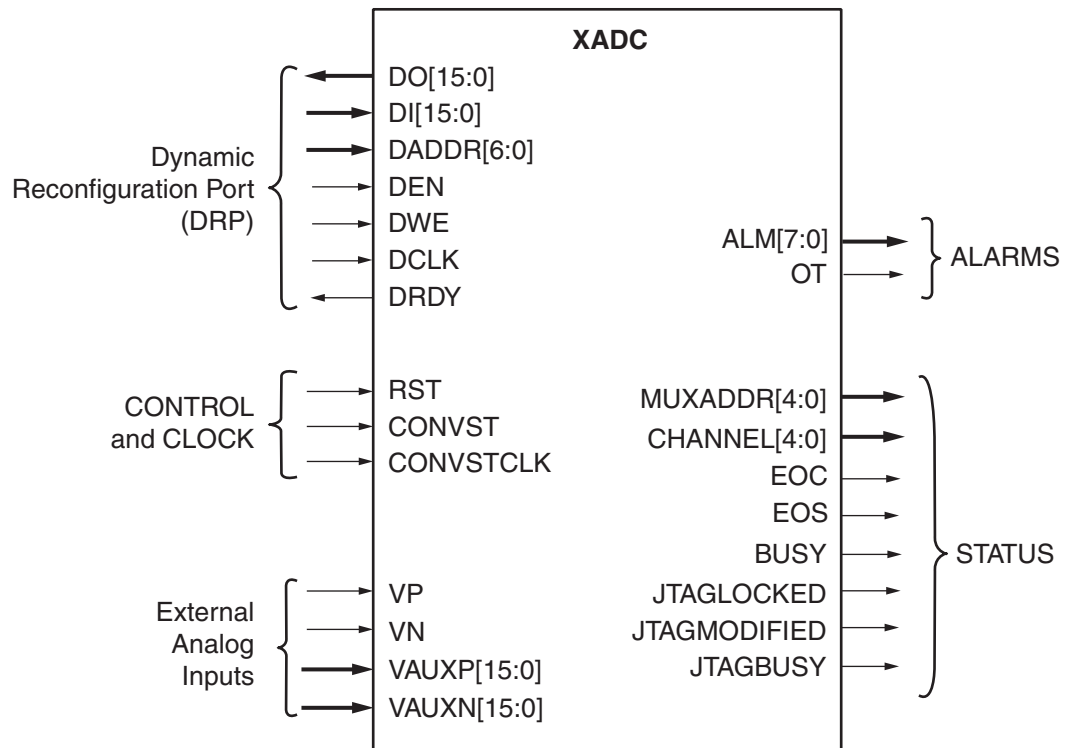 XADC
DO[15:0]
DI[15:0]
DADDR[6:0]
DEN
DWE
DCLK
DRDY
Dynamic
Reconfiguration Port
(DRP)
RST
CONVST
CONVSTCLK
CONTROL
and CLOCK
VP
VN
VAUXP[15:0]
VAUXN[15:0]
External
Analog
Inputs
ALM[7:0]
OT
ALARMS
MUXADDR[4:0]
CHANNEL[4:0]
EOC
EOS
BUSY
JTAGLOCKED
JTAGMODIFIED
JTAGBUSY
STATUS